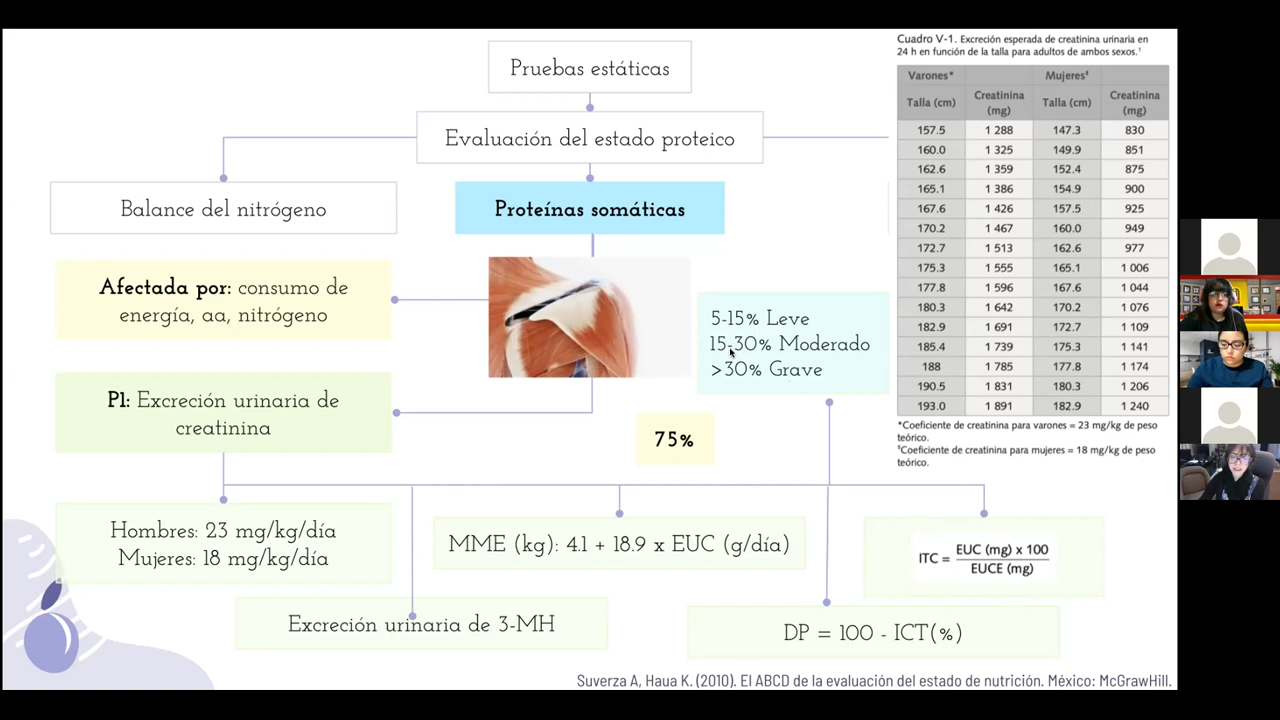 Pruebas estáticas
Evaluación del estado proteico
Balance del nitrógeno
Proteínas somáticas
Afectada por: consumo de
energía, aa, nitrógeno
P1: Excreción urinaria de
creatinina
5-15% Leve
15-30% Moderado
>30% Grave
75%
Hombres: 23 mg/kg/día
Mujeres: 18 mg/kg/día
MME (kg): 4.1 + 18.9 x EUC (g/día)
ITC = EUC (mg) x 100
EUCE (mg)
Excreción urinaria de 3-MH
DP = 100 - ICT(%)
Cuadro V-1. Excreción esperada de creatinina urinaria en
24 h en función de la talla para adultos de ambos sexos.¹
Varones* Mujeres‡
Talla (cm) Creatinina (mg) Talla (cm) Creatinina (mg)
157.5 1 288 147.3 830
160.0 1 325 149.9 851
162.6 1 359 152.4 875
165.1 1 386 154.9 900
167.6 1 426 157.5 925
170.2 1 467 160.0 949
172.7 1 513 162.6 977
175.3 1 555 165.1 1 006
177.8 1 596 167.6 1 044
180.3 1 642 170.2 1 076
182.9 1 691 172.7 1 109
185.4 1 739 175.3 1 141
188 1 785 177.8 1 174
190.5 1 831 180.3 1 206
193.0 1 891 182.9 1 240
*Coeficiente de creatinina para varones = 23 mg/kg de peso
teórico.
‡Coeficiente de creatinina para mujeres = 18 mg/kg de peso
teórico.
Suverza A, Haua K. (2010). El ABCD de la evaluación del estado de nutrición. México: McGrawHill.